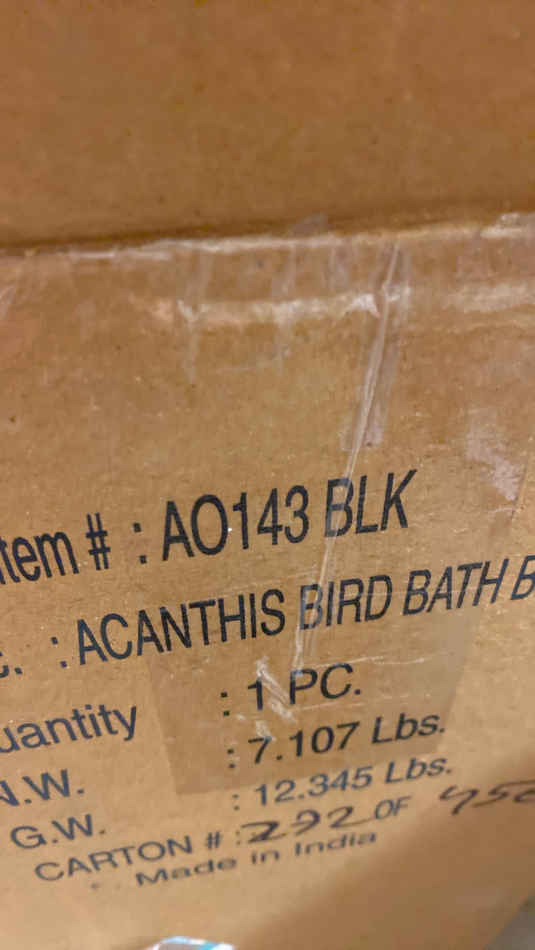 tem # : AO143 BLK
. : ACANTHIS BIRD BATH B
uantity : 1 PC.
N.W. : 7.107 Lbs.
G.W. : 12.345 Lbs.
CARTON # : 292 OF
Made in India